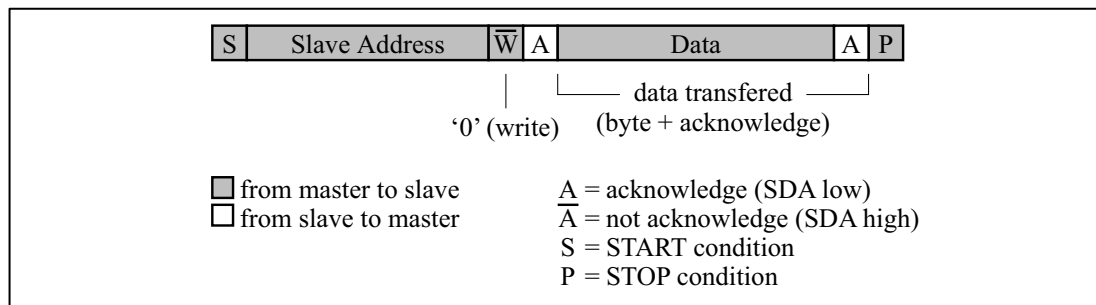 S Slave Address W̅ A Data A P
data transfered
‘0’ (write) (byte + acknowledge)
from master to slave A = acknowledge (SDA low)
from slave to master A̅ = not acknowledge (SDA high)
S = START condition
P = STOP condition